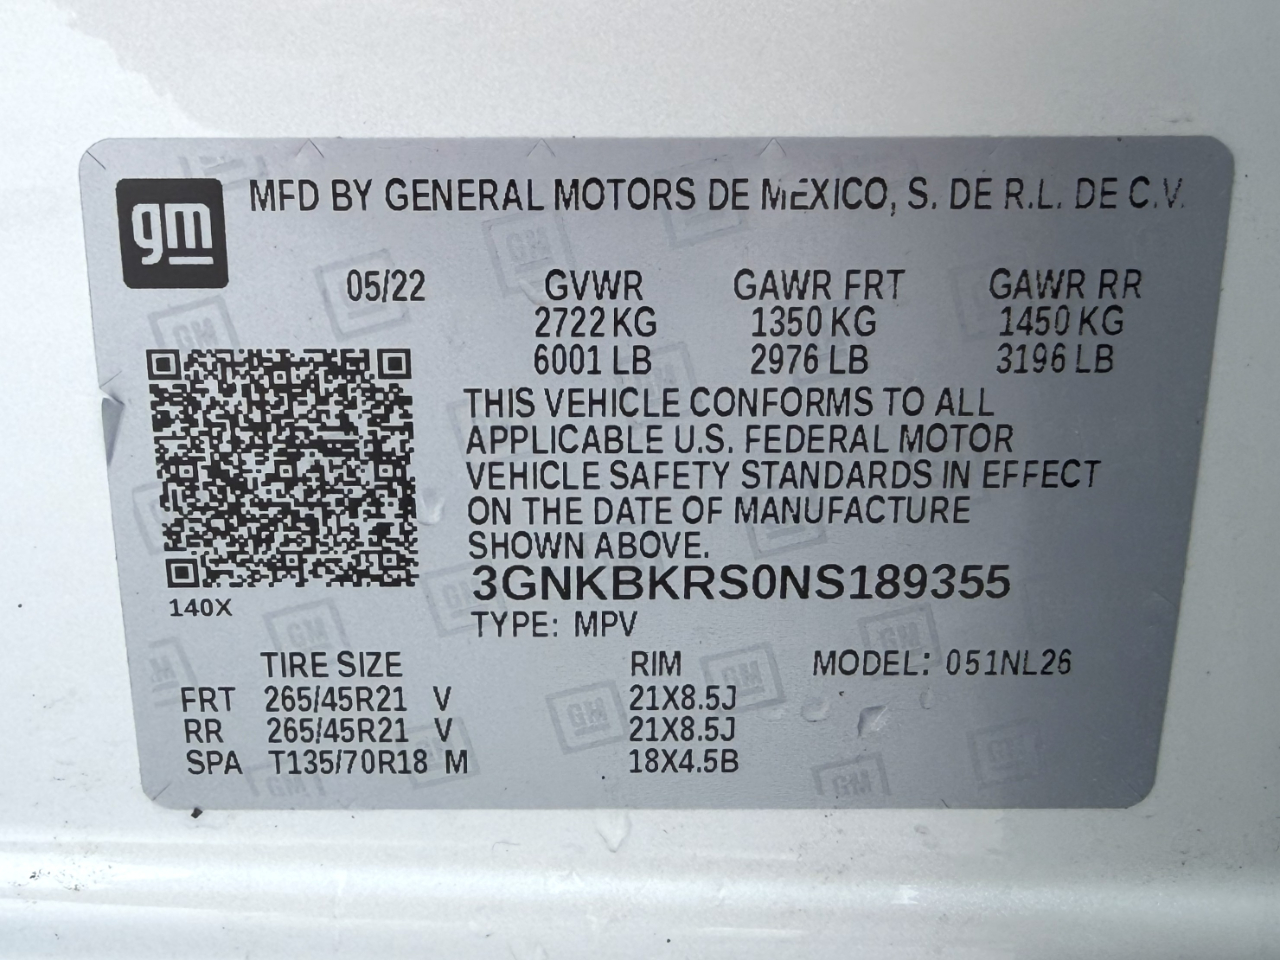 gm
MFD BY GENERAL MOTORS DE MEXICO, S. DE R.L. DE C.V.
05/22 GVWR GAWR FRT GAWR RR
2722 KG 1350 KG 1450 KG
6001 LB 2976 LB 3196 LB
THIS VEHICLE CONFORMS TO ALL
APPLICABLE U.S. FEDERAL MOTOR
VEHICLE SAFETY STANDARDS IN EFFECT
ON THE DATE OF MANUFACTURE
SHOWN ABOVE.
3GNKBKRS0NS189355
140X
TYPE: MPV
TIRE SIZE RIM MODEL: 051NL26
FRT 265/45R21 V 21X8.5J
RR 265/45R21 V 21X8.5J
SPA T135/70R18 M 18X4.5B